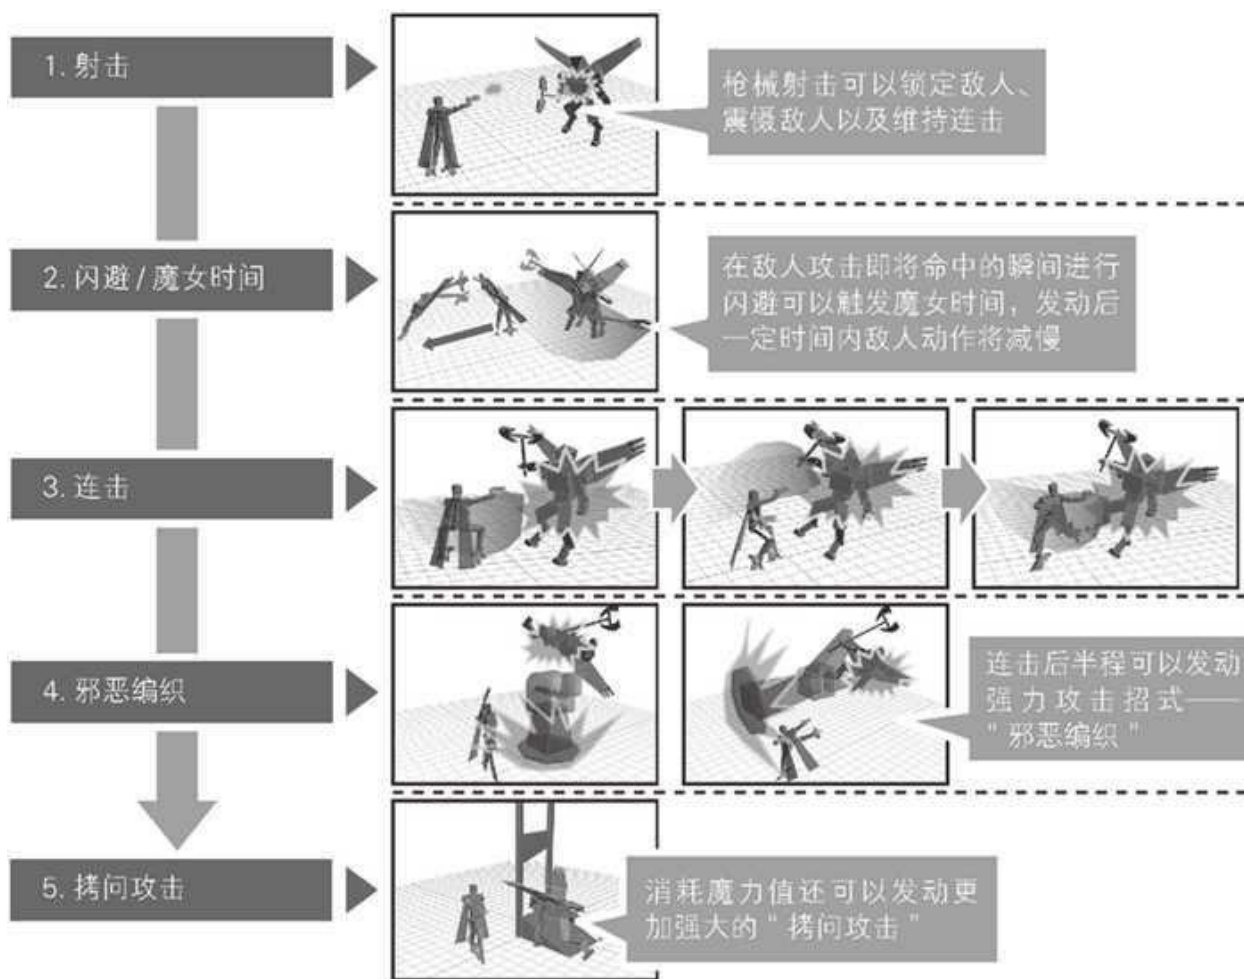 1. 射击
枪械射击可以锁定敌人、
震慑敌人以及维持连击
2. 闪避 / 魔女时间
在敌人攻击即将命中的瞬间进行
闪避可以触发魔女时间，发动后
一定时间内敌人动作将减慢
3. 连击
4. 邪恶编织
连击后半程可以发动
强力攻击招式——
“邪恶编织”
5. 拷问攻击
消耗魔力值还可以发动更
加强大的“拷问攻击”